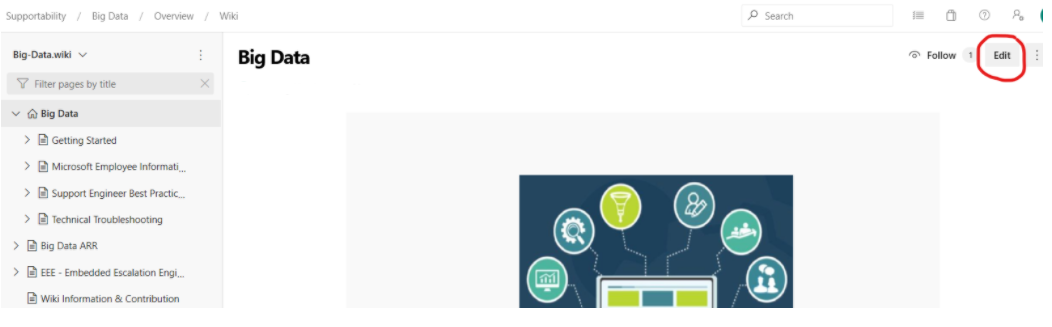 Supportability / Big Data / Overview / Wiki
Search
Big-Data.wiki
Big Data
Follow 1 Edit
Filter pages by title
Big Data
Getting Started
Microsoft Employee Informati...
Support Engineer Best Practic...
Technical Troubleshooting
Big Data ARR
EEE - Embedded Escalation Engi...
Wiki Information & Contribution